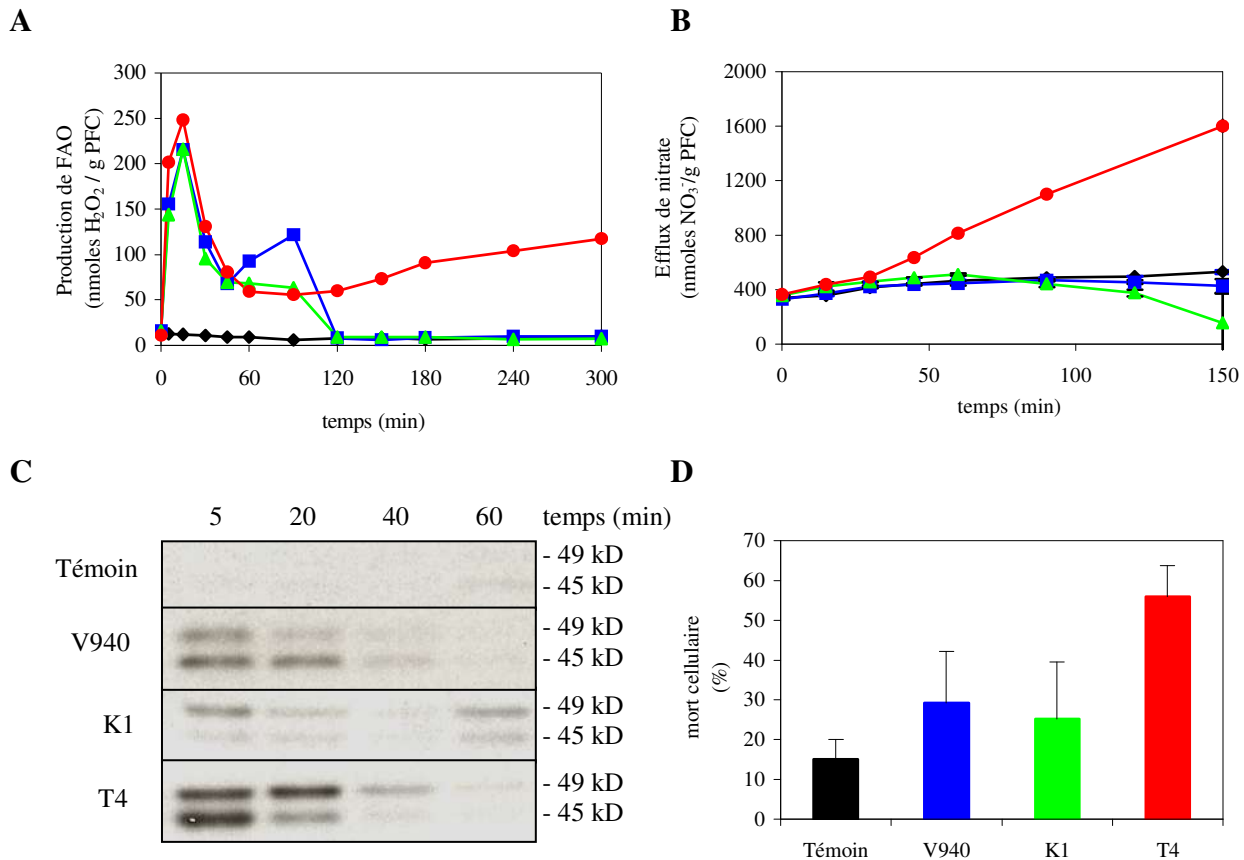 A
B
Production de FAO
(nmoles H₂O₂ / g PFC)
300
250
200
150
100
50
0
0 60 120 180 240 300
temps (min)
Efflux de nitrate
(nmoles NO₃⁻/g PFC)
2000
1600
1200
800
400
0
0 50 100 150
temps (min)
C
D
5 20 40 60 temps (min)
Témoin
- 49 kD
- 45 kD
V940
- 49 kD
- 45 kD
K1
- 49 kD
- 45 kD
T4
- 49 kD
- 45 kD
mort cellulaire
(%)
70
60
50
40
30
20
10
0
Témoin V940 K1 T4